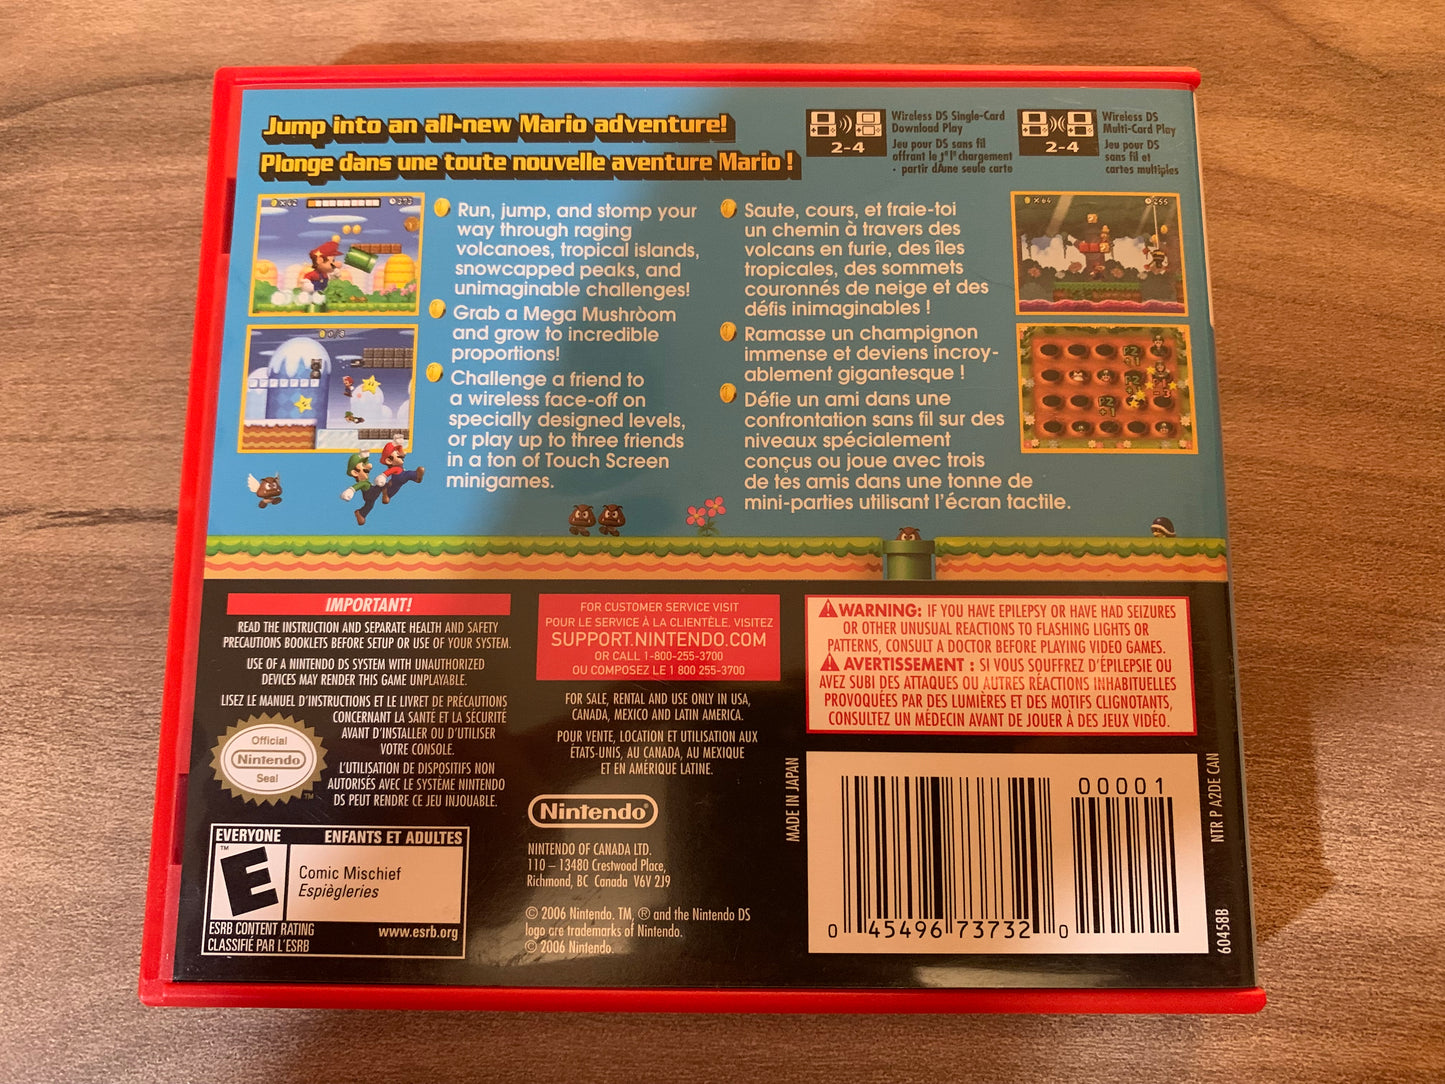 Jump into an all-new Mario adventure!
Plonge dans une toute nouvelle aventure Mario !
2-4
Wireless DS Single-Card
Download Play
Jeu pour DS sans fil
offrant le
chargement
partir
seule carte
2-4
Wireless DS
Multi-Card Play
Jeu pour DS
sans fil et
cartes multiples
× 42
373
Run, jump, and stomp your
way through raging
volcanoes, tropical islands,
snowcapped peaks, and
unimaginable challenges!
Grab a Mega Mushroom
and grow to incredible
proportions!
Challenge a friend to
a wireless face-off on
specially designed levels,
or play up to three friends
in a ton of Touch Screen
minigames.
Saute, cours, et fraie-toi
un chemin à travers des
volcans en furie, des îles
tropicales, des sommets
couronnés de neige et des
défis inimaginables !
Ramasse un champignon
immense et deviens incroy-
ablement gigantesque !
Défie un ami dans une
confrontation sans fil sur des
niveaux spécialement
conçus ou joue avec trois
de tes amis dans une tonne de
mini-parties utilisant l'écran tactile.
× 64
255
P2
+1
P2
+1
-3
IMPORTANT!
READ THE INSTRUCTION AND SEPARATE HEALTH AND SAFETY
PRECAUTIONS BOOKLETS BEFORE SETUP OR USE OF YOUR SYSTEM.
USE OF A NINTENDO DS SYSTEM WITH UNAUTHORIZED
DEVICES MAY RENDER THIS GAME UNPLAYABLE.
LISEZ LE MANUEL D'INSTRUCTIONS ET LE LIVRET DE PRÉCAUTIONS
CONCERNANT LA SANTÉ ET LA SÉCURITÉ
AVANT D'INSTALLER OU D'UTILISER
VOTRE CONSOLE.
L'UTILISATION DE DISPOSITIFS NON
AUTORISÉS AVEC LE SYSTÈME NINTENDO
DS PEUT RENDRE CE JEU INJOUABLE.
Official
Nintendo
Seal
TM
EVERYONE
ENFANTS ET ADULTES
TM
E
Comic Mischief
Espiègleries
ESRB CONTENT RATING
www.esrb.org
CLASSIFIÉ PAR L'ESRB
FOR CUSTOMER SERVICE VISIT
POUR LE SERVICE À LA CLIENTÈLE, VISITEZ
SUPPORT.NINTENDO.COM
OR CALL 1-800-255-3700
OU COMPOSEZ LE 1 800 255-3700
FOR SALE, RENTAL AND USE ONLY IN USA,
CANADA, MEXICO AND LATIN AMERICA.
POUR VENTE, LOCATION ET UTILISATION AUX
ÉTATS-UNIS, AU CANADA, AU MEXIQUE
ET EN AMÉRIQUE LATINE.
Nintendo®
NINTENDO OF CANADA LTD.
110 – 13480 Crestwood Place,
Richmond, BC Canada V6V 2J9
© 2006 Nintendo. TM, ® and the Nintendo DS
logo are trademarks of Nintendo.
© 2006 Nintendo.
WARNING: IF YOU HAVE EPILEPSY OR HAVE HAD SEIZURES
OR OTHER UNUSUAL REACTIONS TO FLASHING LIGHTS OR
PATTERNS, CONSULT A DOCTOR BEFORE PLAYING VIDEO GAMES.
AVERTISSEMENT : SI VOUS SOUFFREZ D'ÉPILEPSIE OU
AVEZ SUBI DES ATTAQUES OU AUTRES RÉACTIONS INHABITUELLES
PROVOQUÉES PAR DES LUMIÈRES ET DES MOTIFS CLIGNOTANTS,
CONSULTEZ UN MÉDECIN AVANT DE JOUER À DES JEUX VIDÉO.
MADE IN JAPAN
00001
0 45496 73732 0
NTR P A2DE CAN
60458B